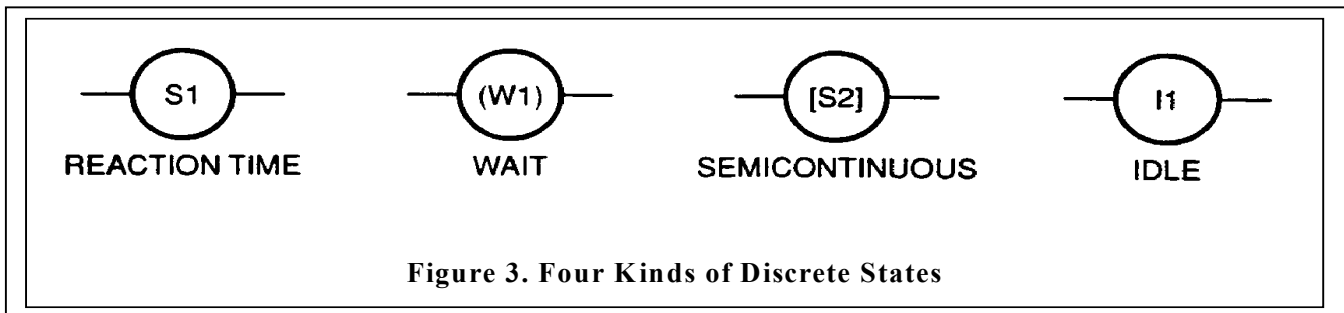 S1 (W1) [S2] I1
REACTION TIME WAIT SEMICONTINUOUS IDLE
Figure 3. Four Kinds of Discrete States